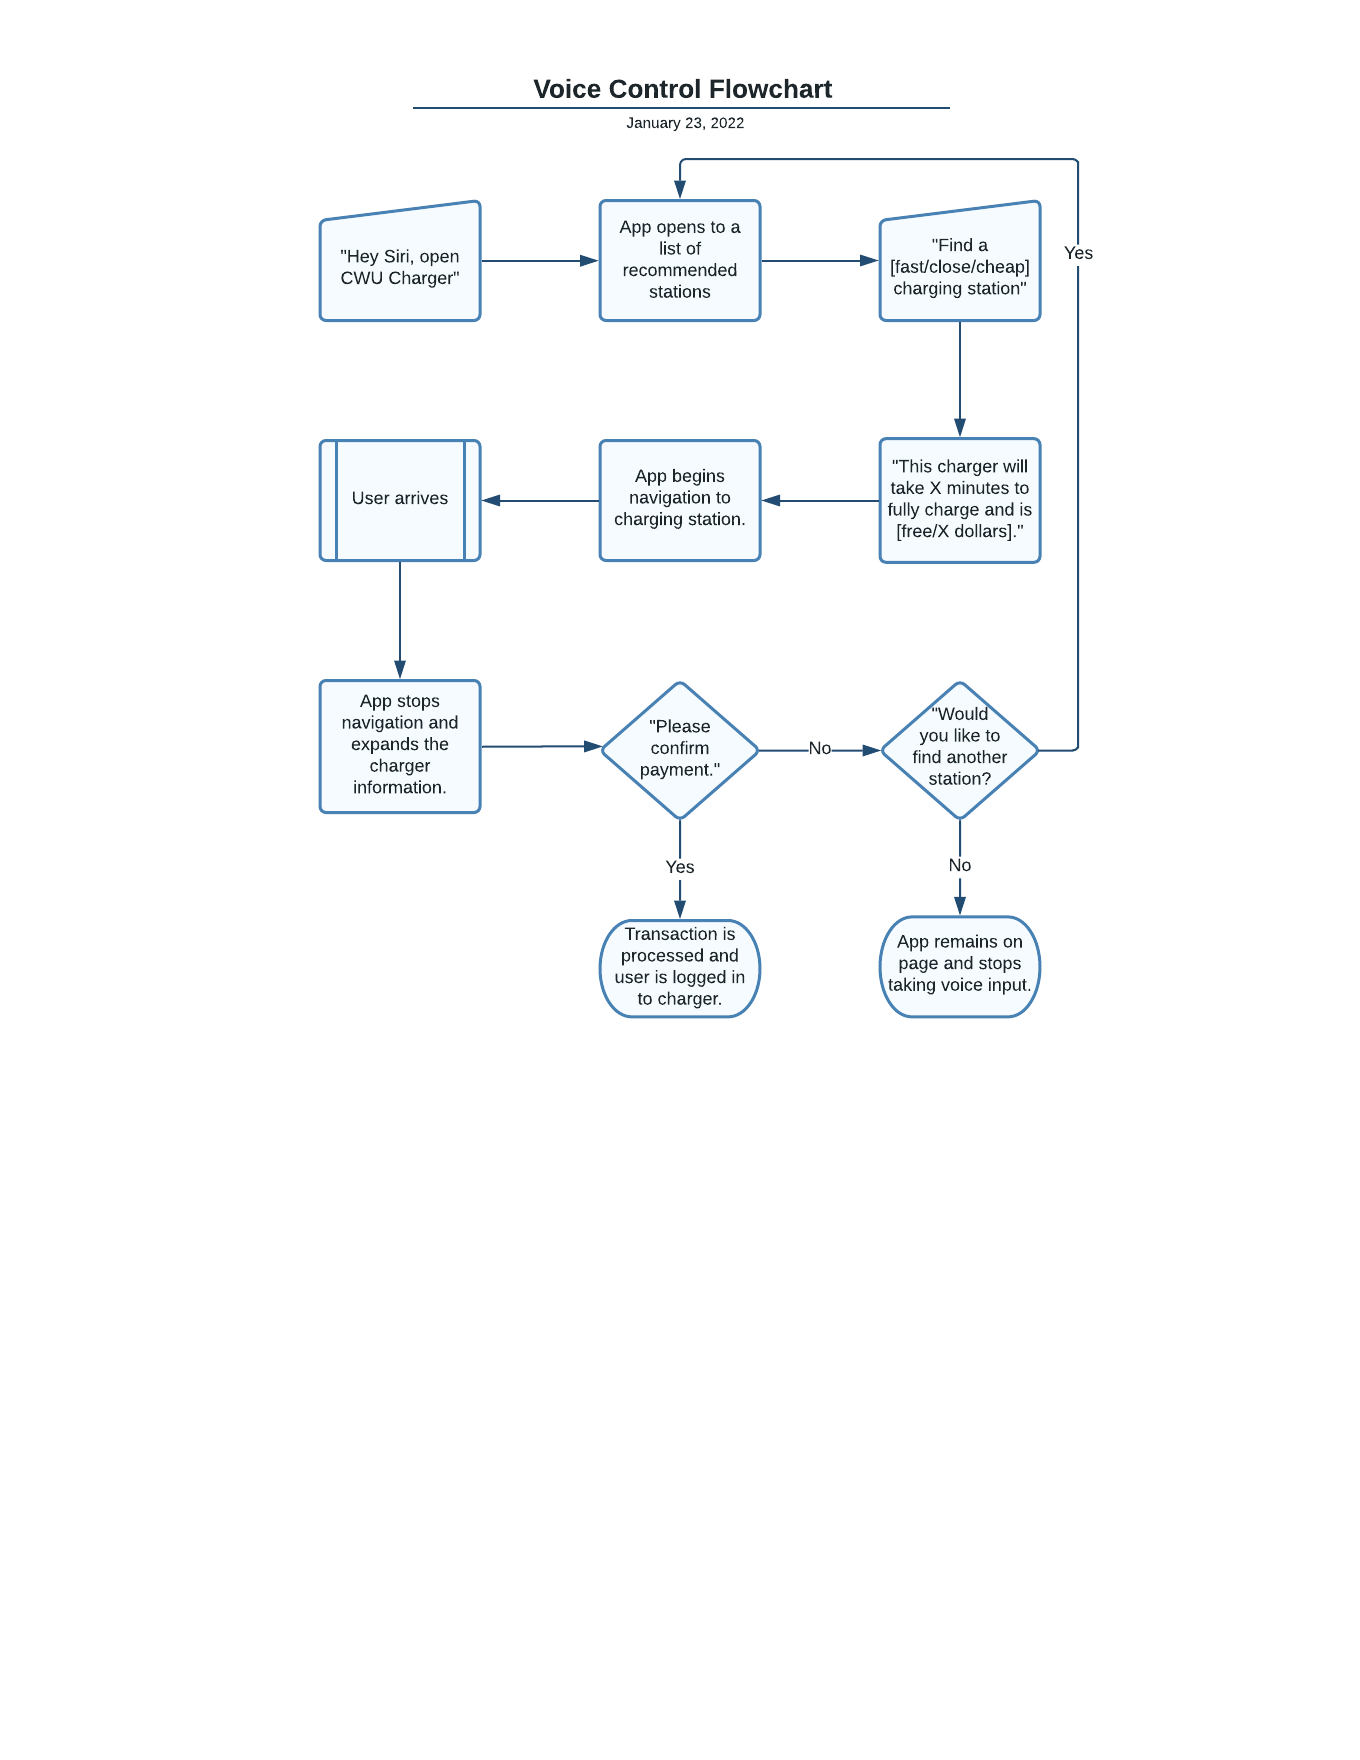 Voice Control Flowchart
January 23, 2022
"Hey Siri, open
CWU Charger"
App opens to a
list of
recommended
stations
"Find a
[fast/close/cheap]
charging station"
Yes
"This charger will
take X minutes to
fully charge and is
[free/X dollars]."
App begins
navigation to
charging station.
User arrives
App stops
navigation and
expands the
charger
information.
"Please
confirm
payment."
No
"Would
you like to
find another
station?
Yes
No
Transaction is
processed and
user is logged in
to charger.
App remains on
page and stops
taking voice input.